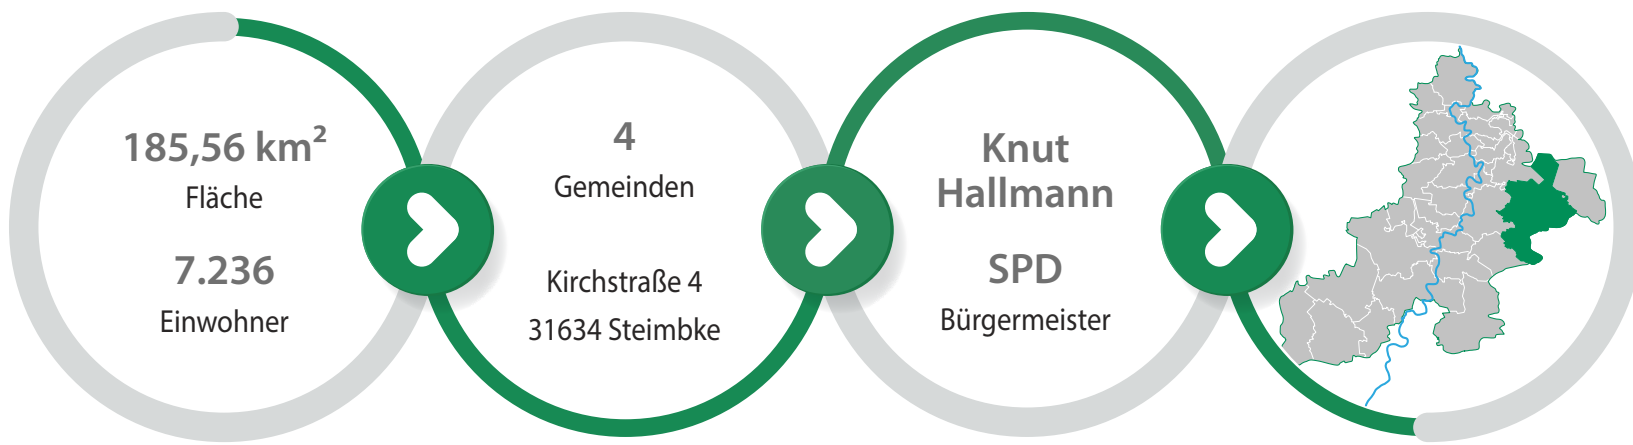 185,56 km²
Fläche
7.236
Einwohner
4
Gemeinden
Kirchstraße 4
31634 Steimbke
Knut
Hallmann
SPD
Bürgermeister